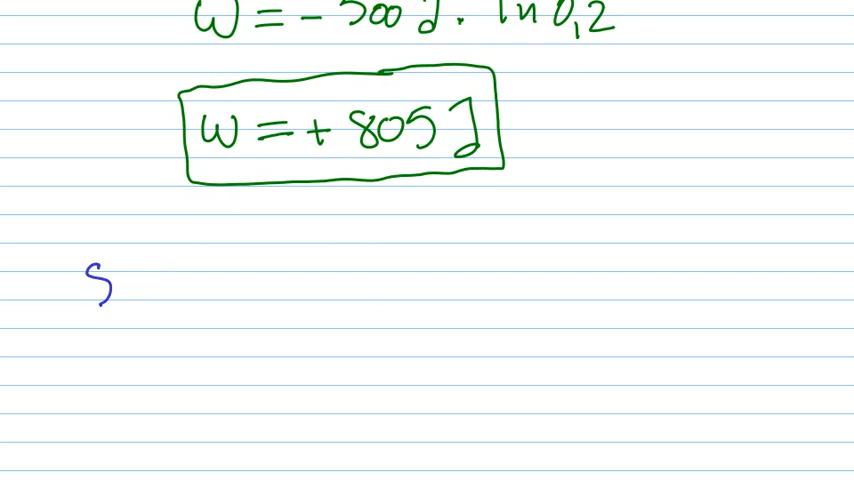 W = - 500 J . ln 0,2
W = + 805 J
S